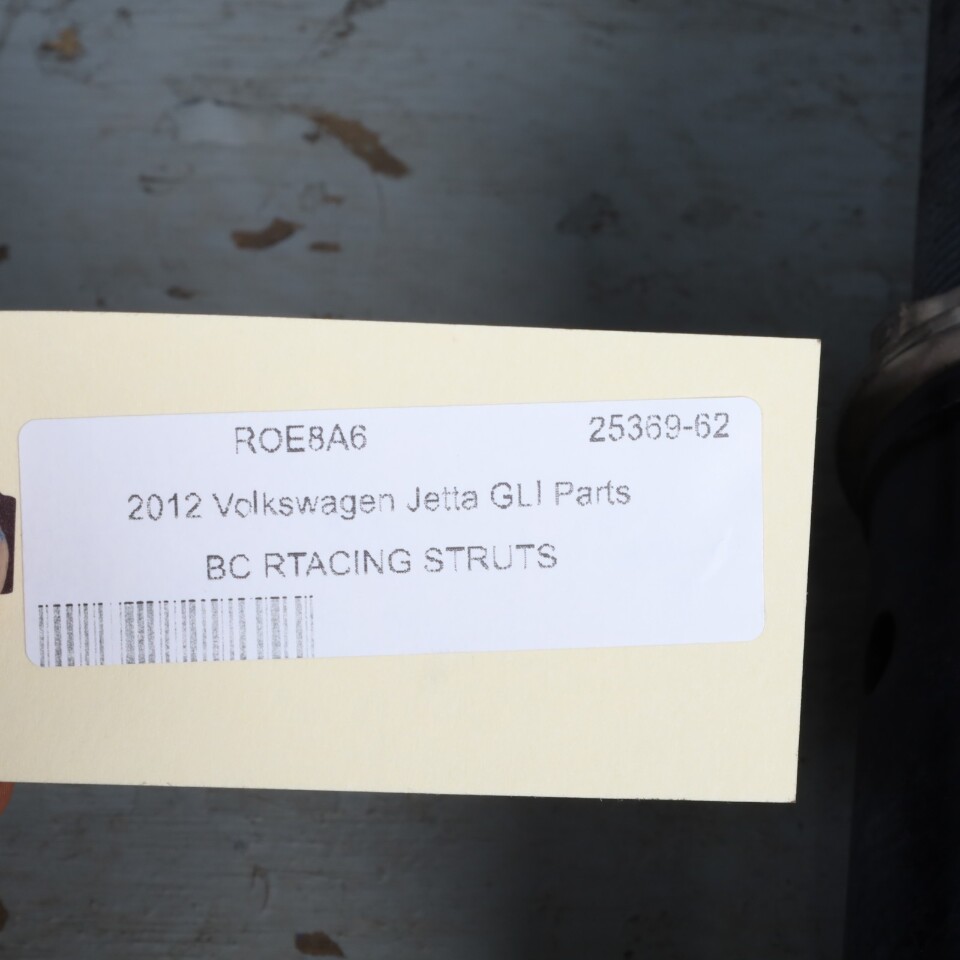 ROE8A6 25369-62
2012 Volkswagen Jetta GLI Parts
BC RTACING STRUTS